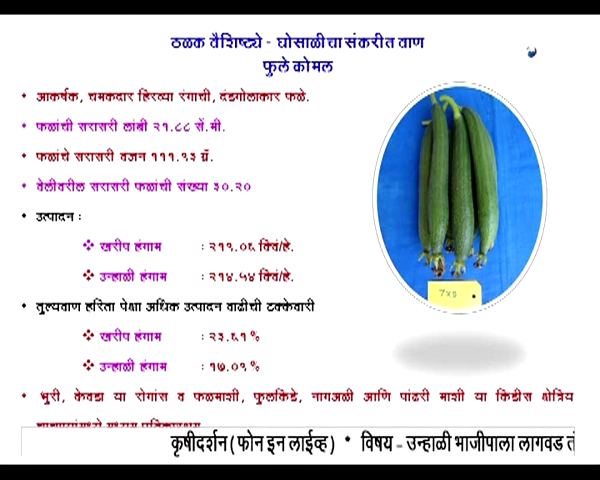 ठळक वैशिष्ट्ये - घोसाळीचा संकरीत वाण
फुले कोमल
• आकर्षक, चमकदार हिरव्या रंगाची, दंडगोलाकार फळे.
• फळांची सरासरी लांबी २१.८८ सें.मी.
• फळांचे सरासरी वजन १११.९३ ग्रॅ.
• वेलीवरील सरासरी फळांची संख्या ३०.२०
• उत्पादन :
❖ खरीप हंगाम : २१९.०६ क्विं/हे.
❖ उन्हाळी हंगाम : २१४.५४ क्विं/हे.
• तुल्यवाण हरिता पेक्षा अधिक उत्पादन वाढीची टक्केवारी
❖ खरीप हंगाम : २३.६१%
❖ उन्हाळी हंगाम : १७.०९%
• भुरी, केवडा या रोगांस व फळमाशी, फुलकिडे, नागअळी आणि पांढरी माशी या किडीस क्षेत्रिय
7x5
कृषीदर्शन ( फोन इन लाईव्ह ) * विषय - उन्हाळी भाजीपाला लागवड तं